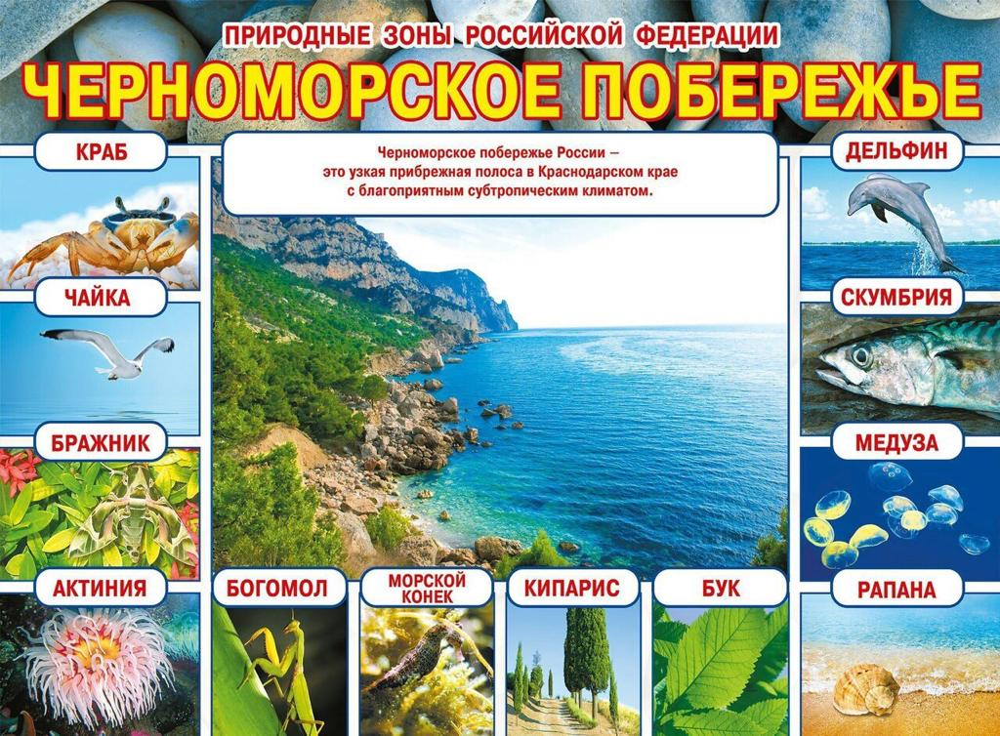 ПРИРОДНЫЕ ЗОНЫ РОССИЙСКОЙ ФЕДЕРАЦИИ
ЧЕРНОМОРСКОЕ ПОБЕРЕЖЬЕ
Черноморское побережье России –
это узкая прибрежная полоса в Краснодарском крае
с благоприятным субтропическим климатом.
КРАБ
ЧАЙКА
БРАЖНИК
АКТИНИЯ
БОГОМОЛ
МОРСКОЙ
КОНЕК
КИПАРИС
БУК
ДЕЛЬФИН
СКУМБРИЯ
МЕДУЗА
РАПАНА